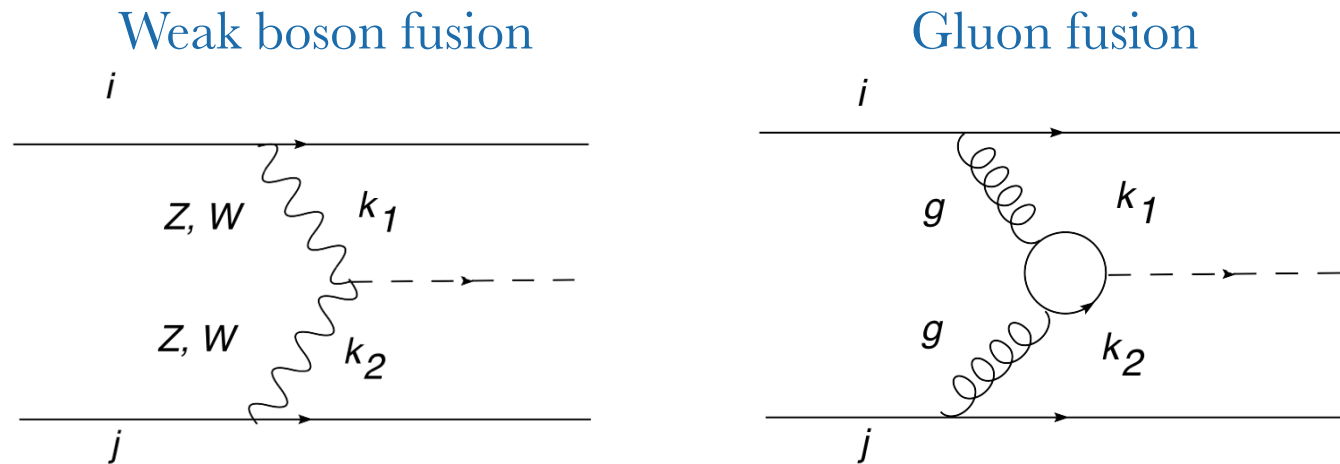 Weak boson fusion
i
Z, W
k1
Z, W
k2
j
Gluon fusion
i
g
k1
g
k2
j